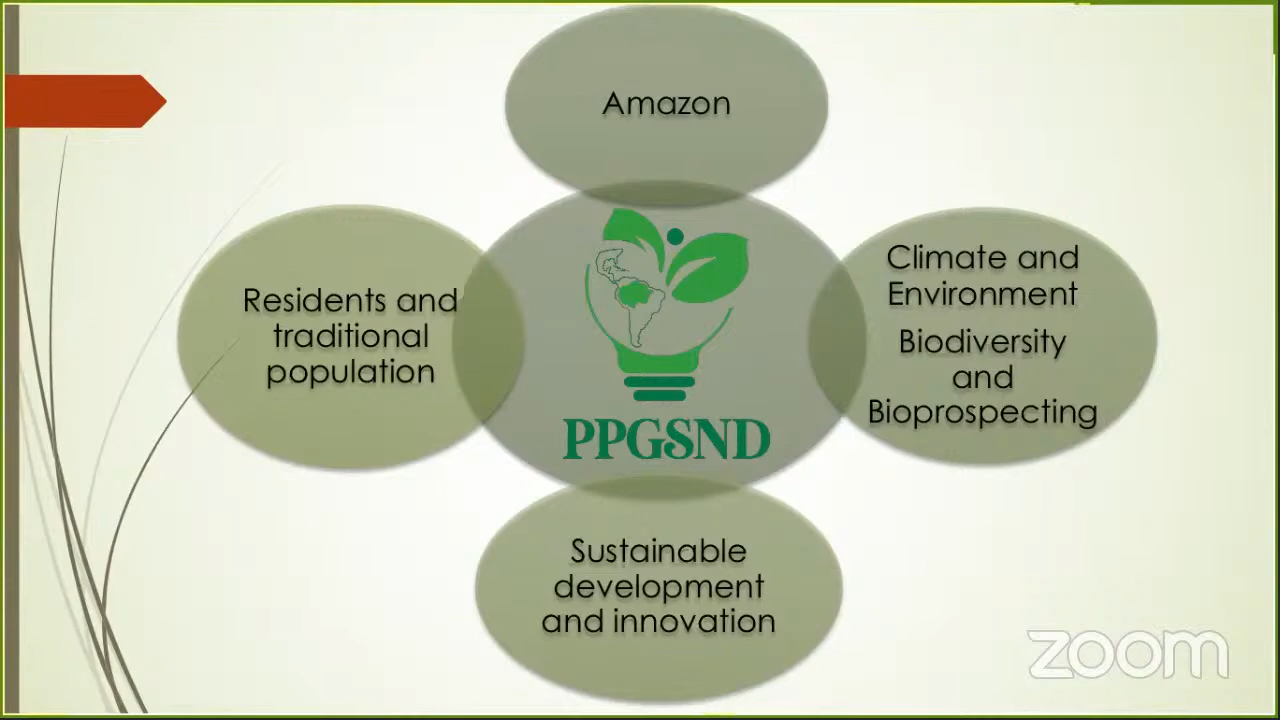 Amazon
Residents and
traditional
population
PPGSND
Climate and
Environment
Biodiversity
and
Bioprospecting
Sustainable
development
and innovation
zoom